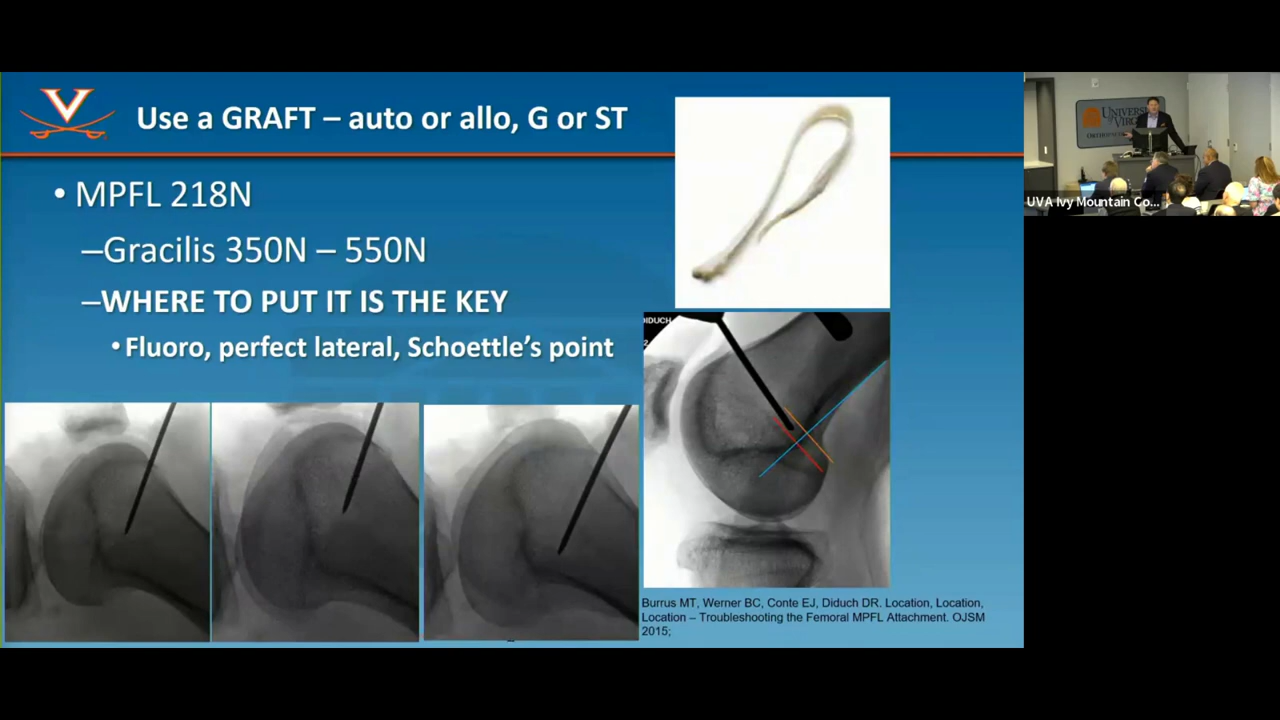 Use a GRAFT – auto or allo, G or ST
• MPFL 218N
–Gracilis 350N – 550N
–WHERE TO PUT IT IS THE KEY
•Fluoro, perfect lateral, Schoettle's point
DIDUCH
2
Burrus MT, Werner BC, Conte EJ, Diduch DR. Location, Location,
Location – Troubleshooting the Femoral MPFL Attachment. OJSM
2015;
UVA Ivy Mountain Co...